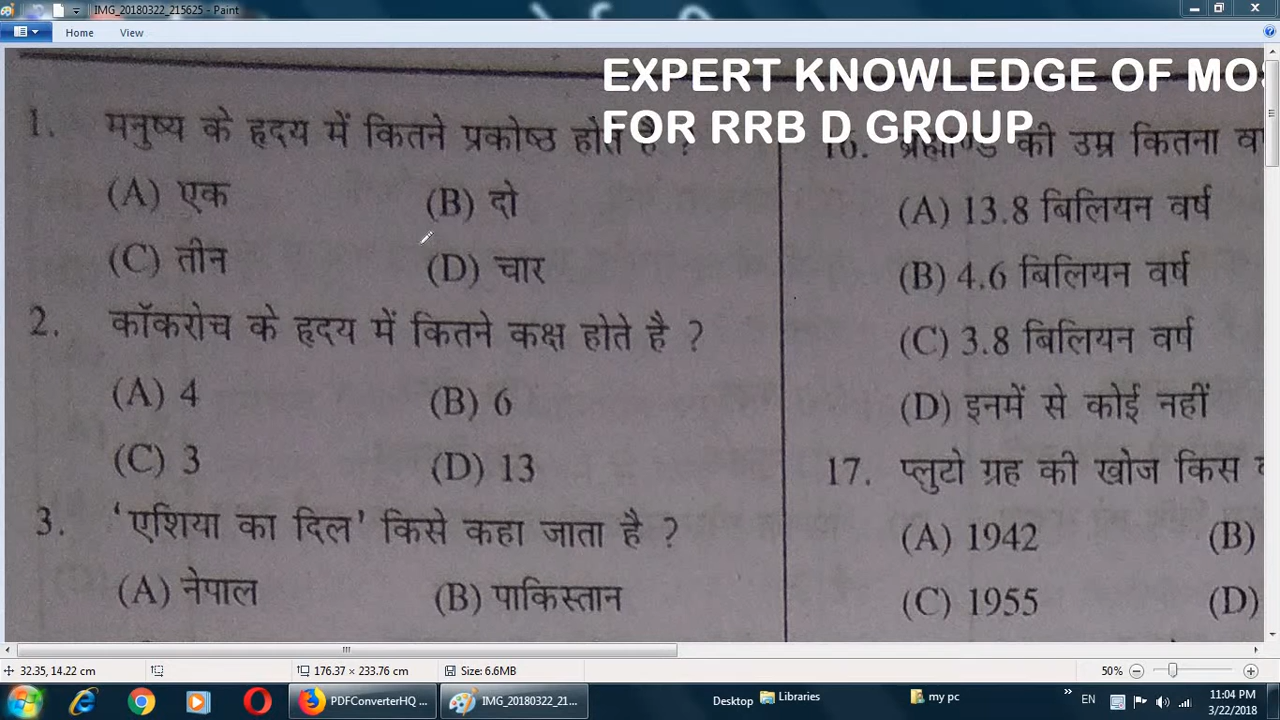 IMG_20180322_215625 - Paint
Home
View
EXPERT KNOWLEDGE OF MOS
FOR RRB D GROUP
1. मनुष्य के हृदय में कितने प्रकोष्ठ होते है ?
(A) एक
(B) दो
(C) तीन
(D) चार
2. कॉकरोच के हृदय में कितने कक्ष होते है ?
(A) 4
(B) 6
(C) 3
(D) 13
3. 'एशिया का दिल' किसे कहा जाता है ?
(A) नेपाल
(B) पाकिस्तान
16. ब्रह्माण्ड की उम्र कितना
(A) 13.8 बिलियन वर्ष
(B) 4.6 बिलियन वर्ष
(C) 3.8 बिलियन वर्ष
(D) इनमें से कोई नहीं
17. प्लुटो ग्रह की खोज किस
(A) 1942
(B)
(C) 1955
(D)
32.35, 14.22 cm
176.37 × 233.76 cm
Size: 6.6MB
50%
PDFConverterHQ ...
IMG_20180322_21...
Desktop
Libraries
my pc
EN
11:04 PM
3/22/2018